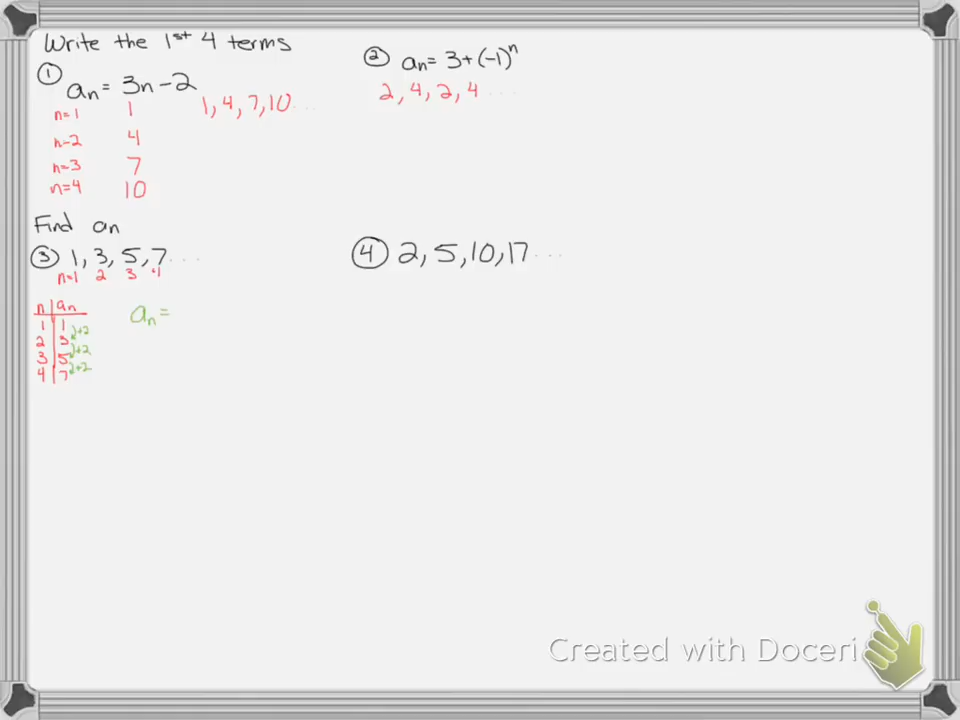 Write the 1st 4 terms
① an = 3n - 2
n=1 1 1, 4, 7, 10 ...
n-2 4
n=3 7
n=4 10
② an = 3 + (-1)^n
2, 4, 2, 4 ...
Find an
③ 1, 3, 5, 7 ...
n=1 2 3 4
n | an
1 | 1
2 | 3 +2
3 | 5 +2
4 | 7 +2
an =
④ 2, 5, 10, 17 ...
Created with Doceri